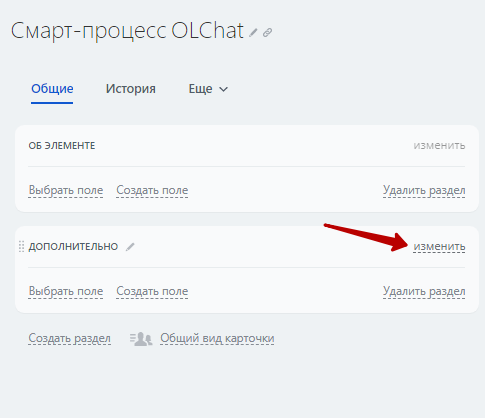 Смарт-процесс OLChat
Общие История Еще
ОБ ЭЛЕМЕНТЕ изменить
Выбрать поле Создать поле Удалить раздел
ДОПОЛНИТЕЛЬНО изменить
Выбрать поле Создать поле Удалить раздел
Создать раздел Общий вид карточки